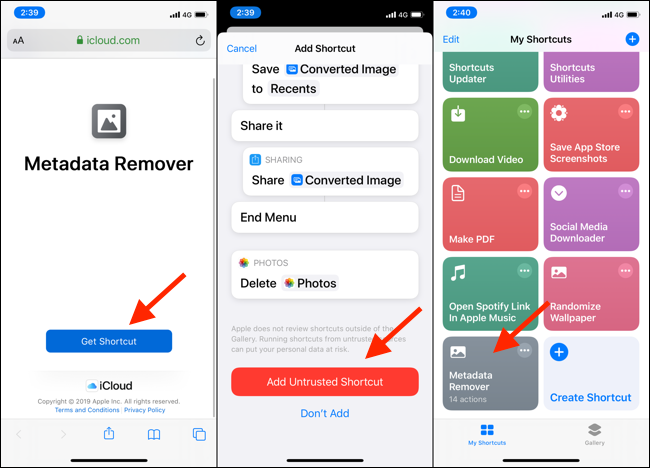 2:39
4G
AA
icloud.com
Metadata Remover
Get Shortcut
iCloud
Copyright © 2019 Apple Inc. All rights reserved.
Terms and Conditions | Privacy Policy
2:39
4G
Cancel
Add Shortcut
Save Converted Image
to Recents
Share it
SHARING
Share Converted Image
End Menu
PHOTOS
Delete Photos
Apple does not review shortcuts outside of the
Gallery. Running shortcuts from untrusted
can put your personal data at risk.
Add Untrusted Shortcut
Don't Add
2:40
4G
Edit
My Shortcuts
Shortcuts
Updater
Shortcuts
Utilities
Download Video
Save App Store
Screenshots
Make PDF
Social Media
Downloader
Open Spotify Link
In Apple Music
Randomize
Wallpaper
Metadata
Remover
14 actions
Create Shortcut
My Shortcuts
Gallery